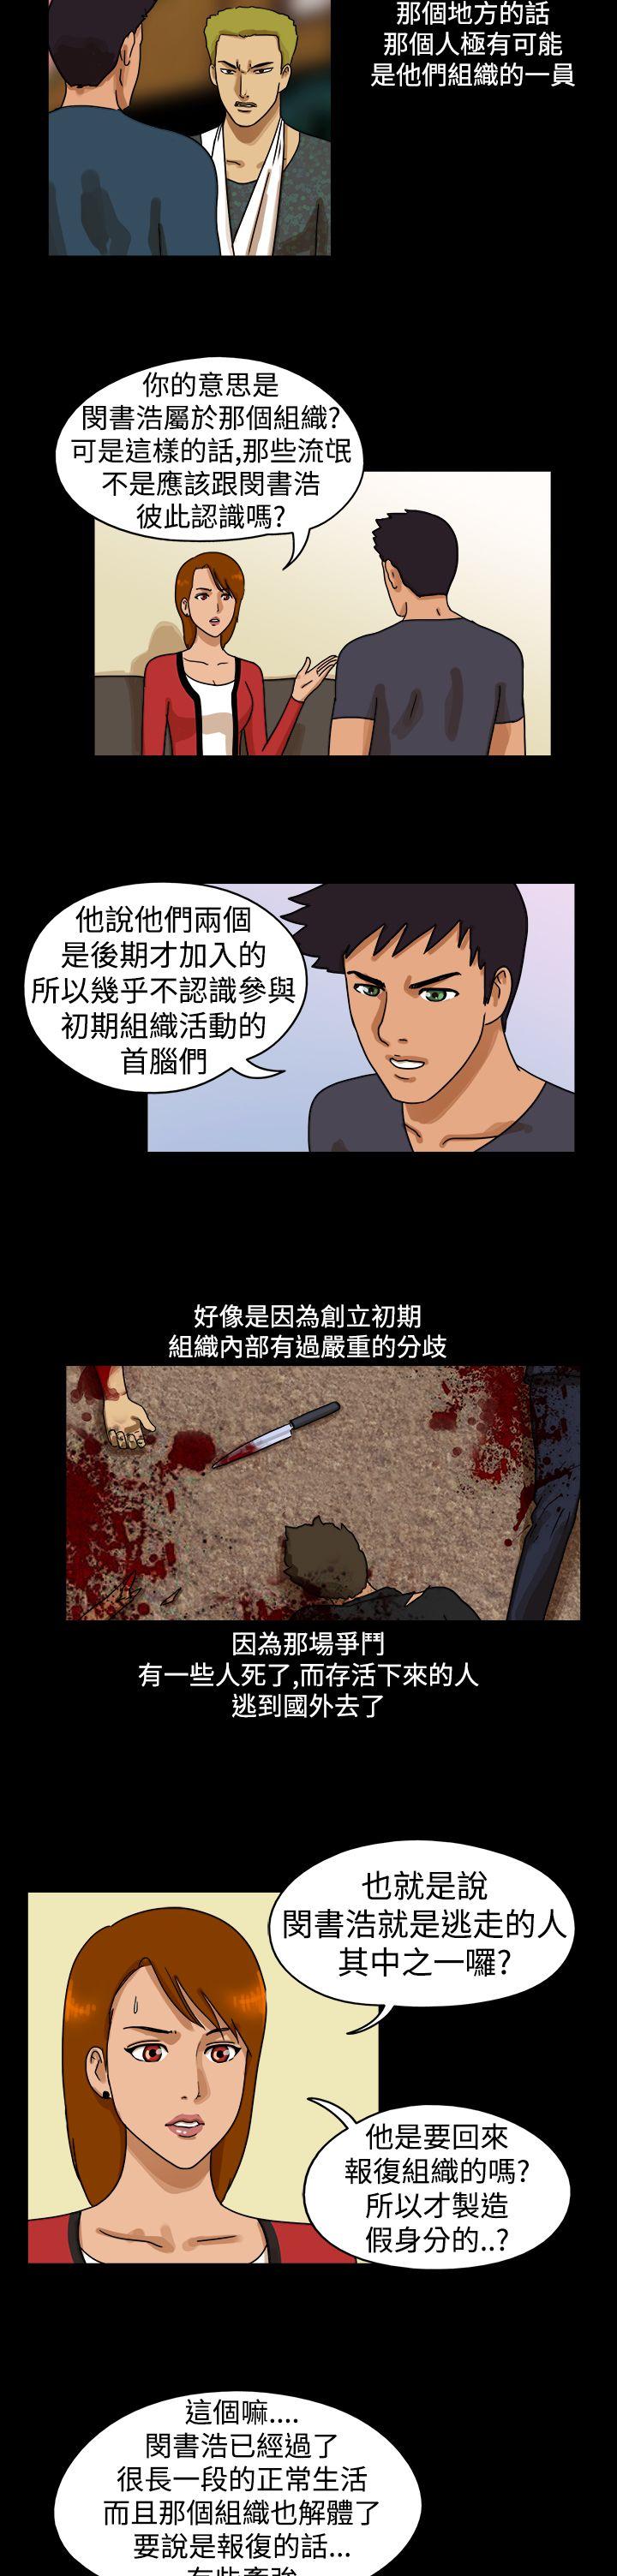 那個地方的話
那個人極有可能
是他們組織的一員
你的意思是
閔書浩屬於那個組織?
可是這樣的話,那些流氓
不是應該跟閔書浩
彼此認識嗎?
他說他們兩個
是後期才加入的
所以幾乎不認識參與
初期組織活動的
首腦們
好像是因為創立初期
組織內部有過嚴重的分歧
因為那場爭鬥
有一些人死了,而存活下來的人
逃到國外去了
也就是說
閔書浩就是逃走的人
其中之一囉?
他是要回來
報復組織的嗎?
所以才製造
假身分的..?
這個嘛....
閔書浩已經過了
很長一段的正常生活
而且那個組織也解體了
要說是報復的話...